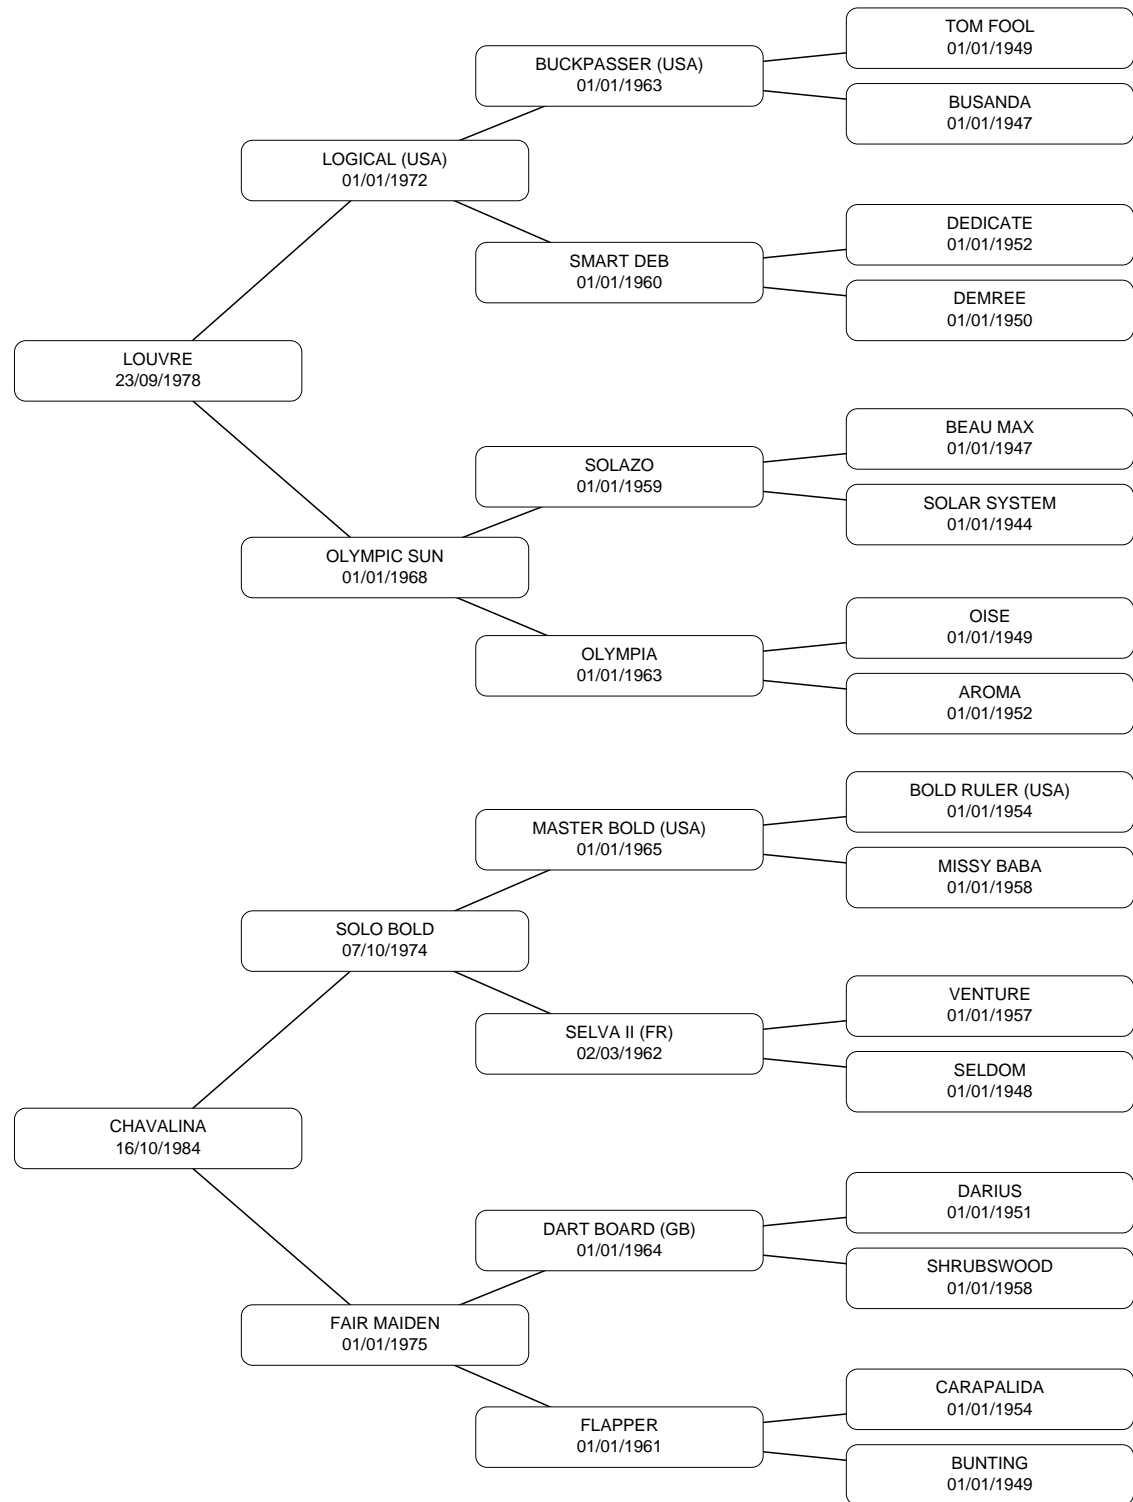 TOM FOOL
01/01/1949
BUCKPASSER (USA)
01/01/1963
BUSANDA
01/01/1947
LOGICAL (USA)
01/01/1972
DEDICATE
01/01/1952
SMART DEB
01/01/1960
DEMREE
01/01/1950
LOUVRE
23/09/1978
BEAU MAX
01/01/1947
SOLAZO
01/01/1959
SOLAR SYSTEM
01/01/1944
OLYMPIC SUN
01/01/1968
OISE
01/01/1949
OLYMPIA
01/01/1963
AROMA
01/01/1952
BOLD RULER (USA)
01/01/1954
MASTER BOLD (USA)
01/01/1965
MISSY BABA
01/01/1958
SOLO BOLD
07/10/1974
VENTURE
01/01/1957
SELVA II (FR)
02/03/1962
SELDOM
01/01/1948
CHAVALINA
16/10/1984
DARIUS
01/01/1951
DART BOARD (GB)
01/01/1964
SHRUBSWOOD
01/01/1958
FAIR MAIDEN
01/01/1975
CARAPALIDA
01/01/1954
FLAPPER
01/01/1961
BUNTING
01/01/1949